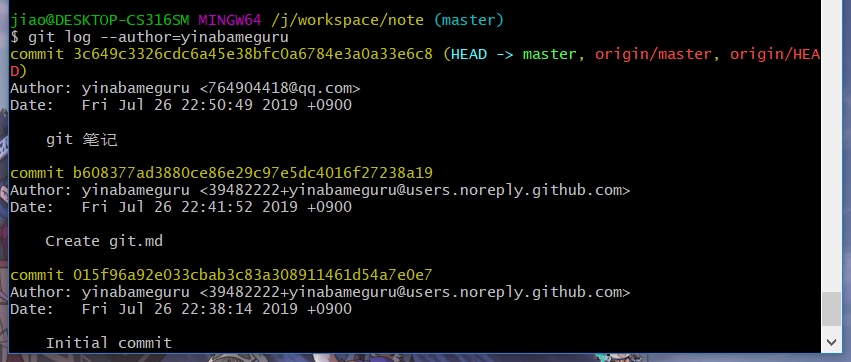 jiao@DESKTOP-CS316SM MINGW64 /j/workspace/note (master)
$ git log --author=yinabameguru
commit 3c649c3326cdc6a45e38bfc0a6784e3a0a33e6c8 (HEAD -> master, origin/master, origin/HEA
D)
Author: yinabameguru <764904418@qq.com>
Date:   Fri Jul 26 22:50:49 2019 +0900
    git 笔记
commit b608377ad3880ce86e29c97e5dc4016f27238a19
Author: yinabameguru <39482222+yinabameguru@users.noreply.github.com>
Date:   Fri Jul 26 22:41:52 2019 +0900
    Create git.md
commit 015f96a92e033cbab3c83a308911461d54a7e0e7
Author: yinabameguru <39482222+yinabameguru@users.noreply.github.com>
Date:   Fri Jul 26 22:38:14 2019 +0900
    Initial commit